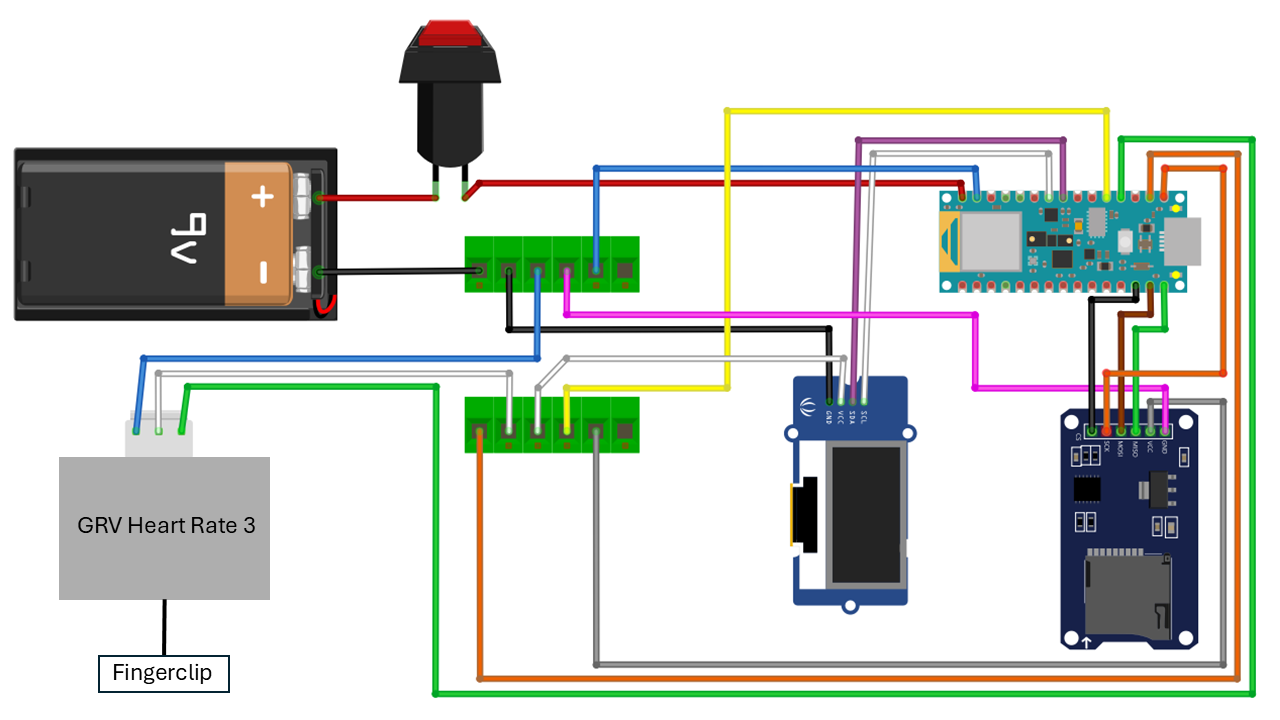 9v
+
-
GND
VCC
SDA
SCL
CS
SCK
MOSI
MISO
VCC
GND
GRV Heart Rate 3
Fingerclip